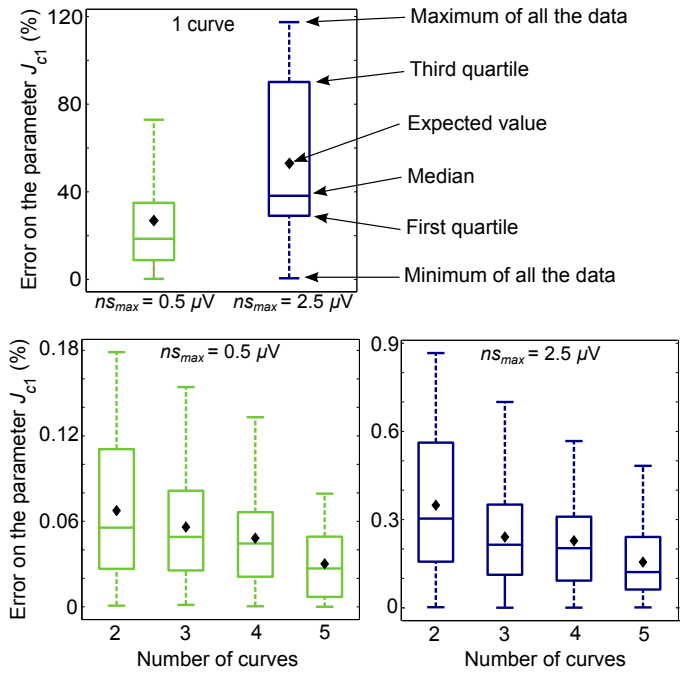 Error on the parameter J_c1 (%)
120
80
40
0
1 curve
ns_max = 0.5 μV
ns_max = 2.5 μV
Maximum of all the data
Third quartile
Expected value
Median
First quartile
Minimum of all the data
Error on the parameter J_c1 (%)
0.18
0.12
0.06
0
ns_max = 0.5 μV
2 3 4 5
Number of curves
0.9
0.6
0.3
0
ns_max = 2.5 μV
2 3 4 5
Number of curves